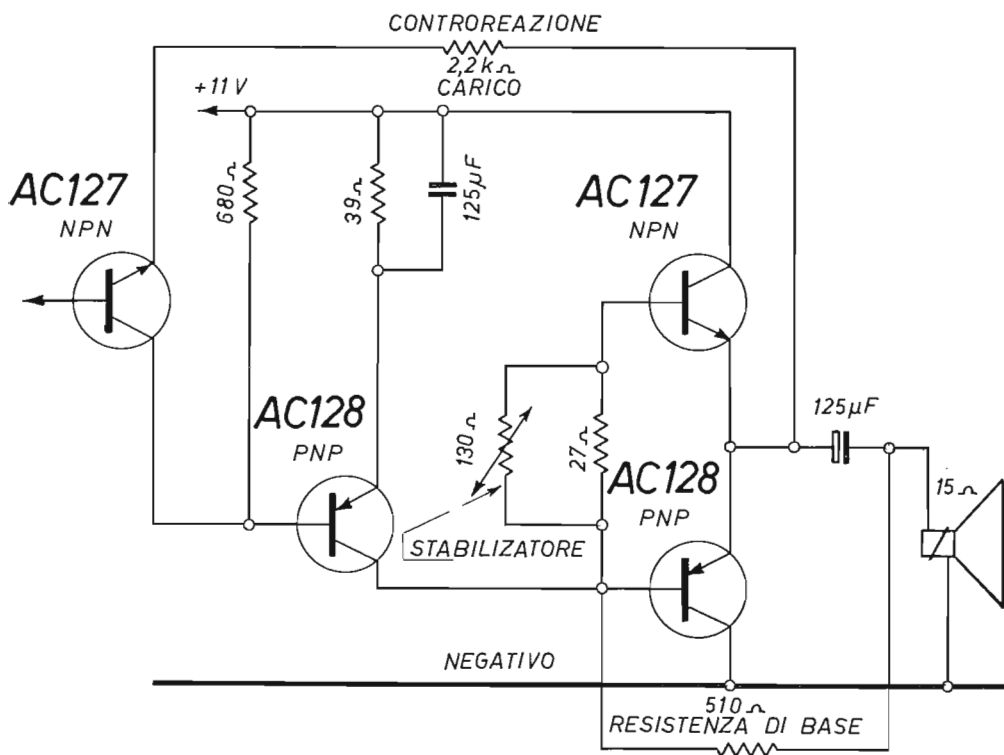 CONTROREAZIONE
2,2 kΩ
CARICO
+11 V
AC127
NPN
680Ω
39Ω
125µF
AC127
NPN
AC128
PNP
130Ω
27Ω
AC128
PNP
125µF
15Ω
STABILIZATORE
NEGATIVO
510Ω
RESISTENZA DI BASE